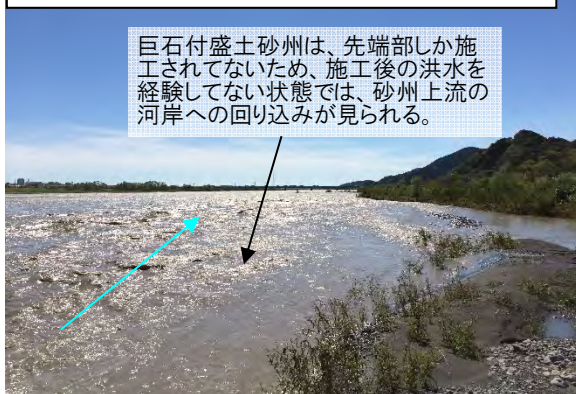 巨石付盛土砂州は、先端部しか施
工されてないため、施工後の洪水を
経験してない状態では、砂州上流の
河岸への回り込みが見られる。